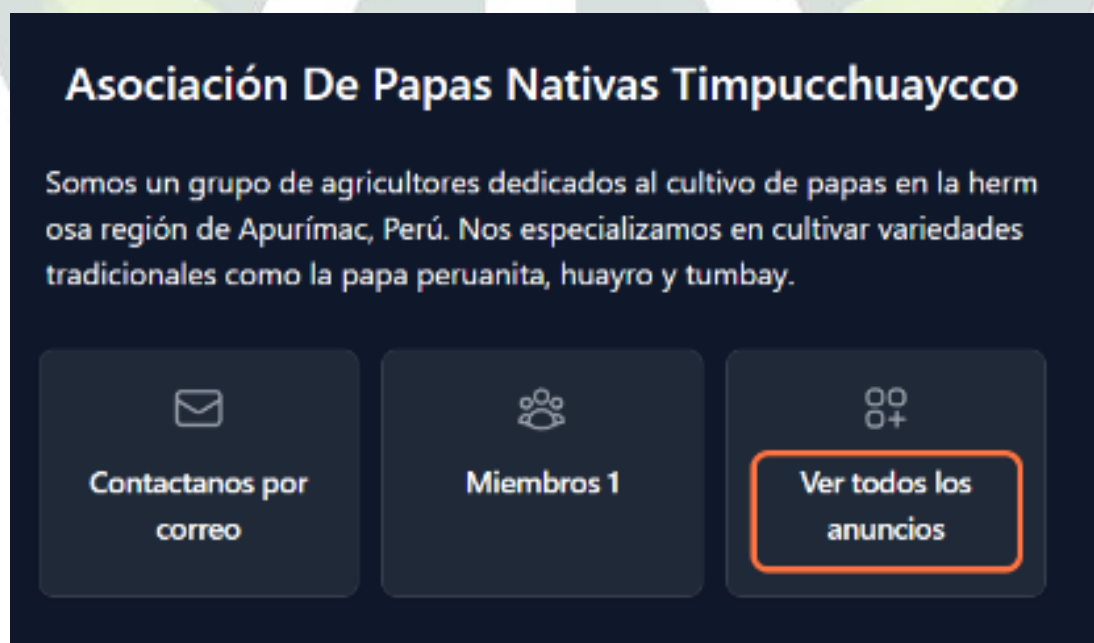 Asociación De Papas Nativas Timpucchuaycco
Somos un grupo de agricultores dedicados al cultivo de papas en la herm
osa región de Apurímac, Perú. Nos especializamos en cultivar variedades
tradicionales como la papa peruanita, huayro y tumbay.
Contactanos por
correo
Miembros 1
Ver todos los
anuncios